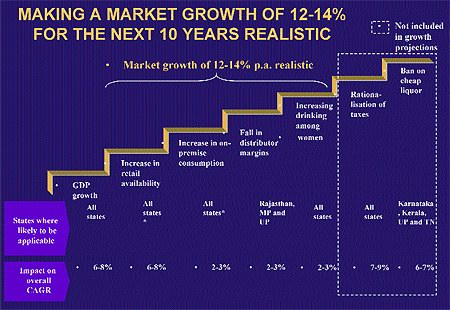 MAKING A MARKET GROWTH OF 12-14%
FOR THE NEXT 10 YEARS REALISTIC
Not included
in growth
projections
• Market growth of 12-14% p.a. realistic
GDP
growth
Increase in
retail
availability
Increase in on-
premise
consumption
Fall in
distributor
margins
Increasing
drinking
among
women
Rationa-
lisation of
taxes
Ban on
cheap
liquor
States where
likely to be
applicable
All
states
All
states
*
All
states*
Rajasthan,
MP and
UP
All
states
All
states
Karnataka
, Kerala,
UP and TN
Impact on
overall
CAGR
• 6-8%
• 6-8%
• 2-3%
• 2-3%
• 2-3%
• 7-9%
• 6-7%